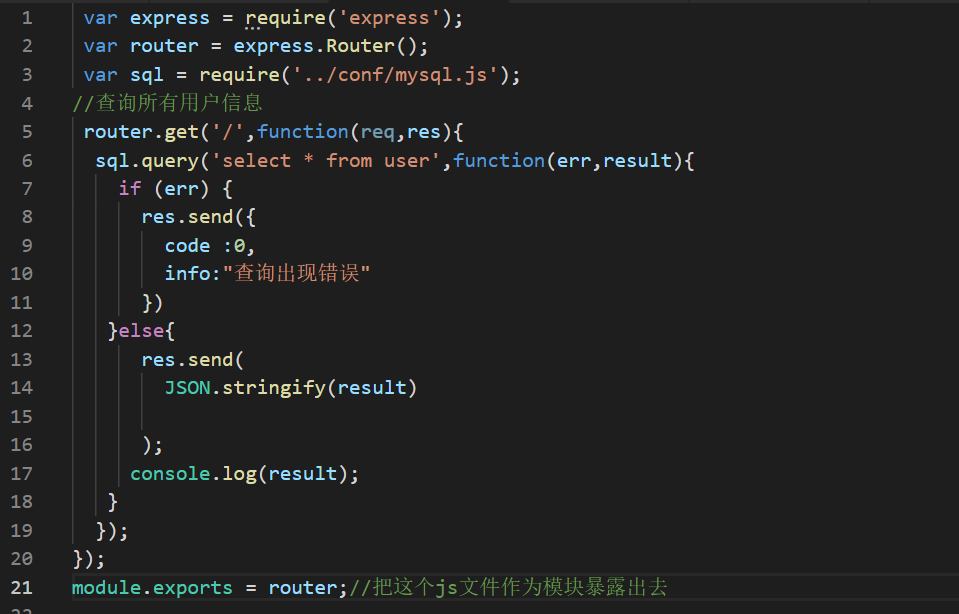 1 var express = require('express');
2 var router = express.Router();
3 var sql = require('../conf/mysql.js');
4 //查询所有用户信息
5 router.get('/',function(req,res){
6 sql.query('select * from user',function(err,result){
7 if (err) {
8 res.send({
9 code :0,
10 info:"查询出现错误"
11 })
12 }else{
13 res.send(
14 JSON.stringify(result)
15
16 );
17 console.log(result);
18 }
19 });
20 });
21 module.exports = router;//把这个js文件作为模块暴露出去